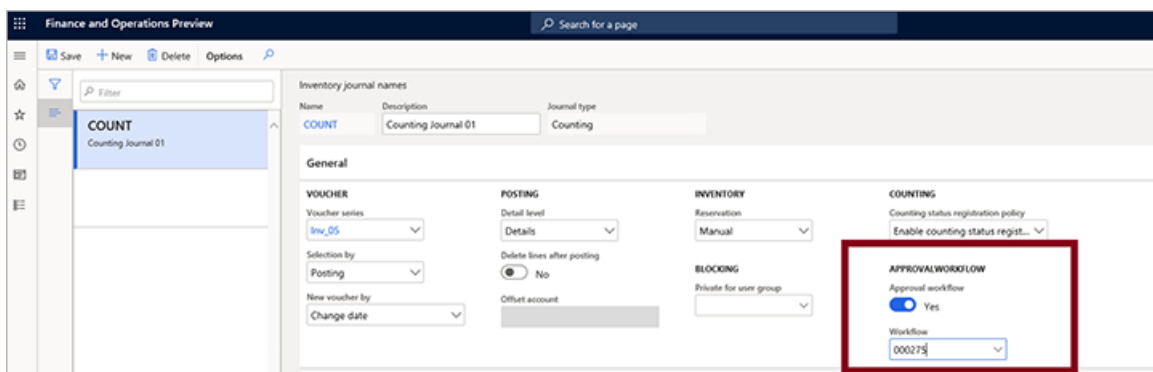 Finance and Operations Preview
Search for a page
Save New Delete Options
Filter
COUNT
Counting Journal 01
Inventory journal names
Name Description Journal type
COUNT Counting Journal 01 Counting
General
VOUCHER
Voucher series
Inv_05
Selection by
Posting
New voucher by
Change date
POSTING
Detail level
Details
Delete lines after posting
No
Offset account
INVENTORY
Reservation
Manual
BLOCKING
Private for user group
COUNTING
Counting status registration policy
Enable counting status regist...
APPROVALWORKFLOW
Approval workflow
Yes
Workflow
000275